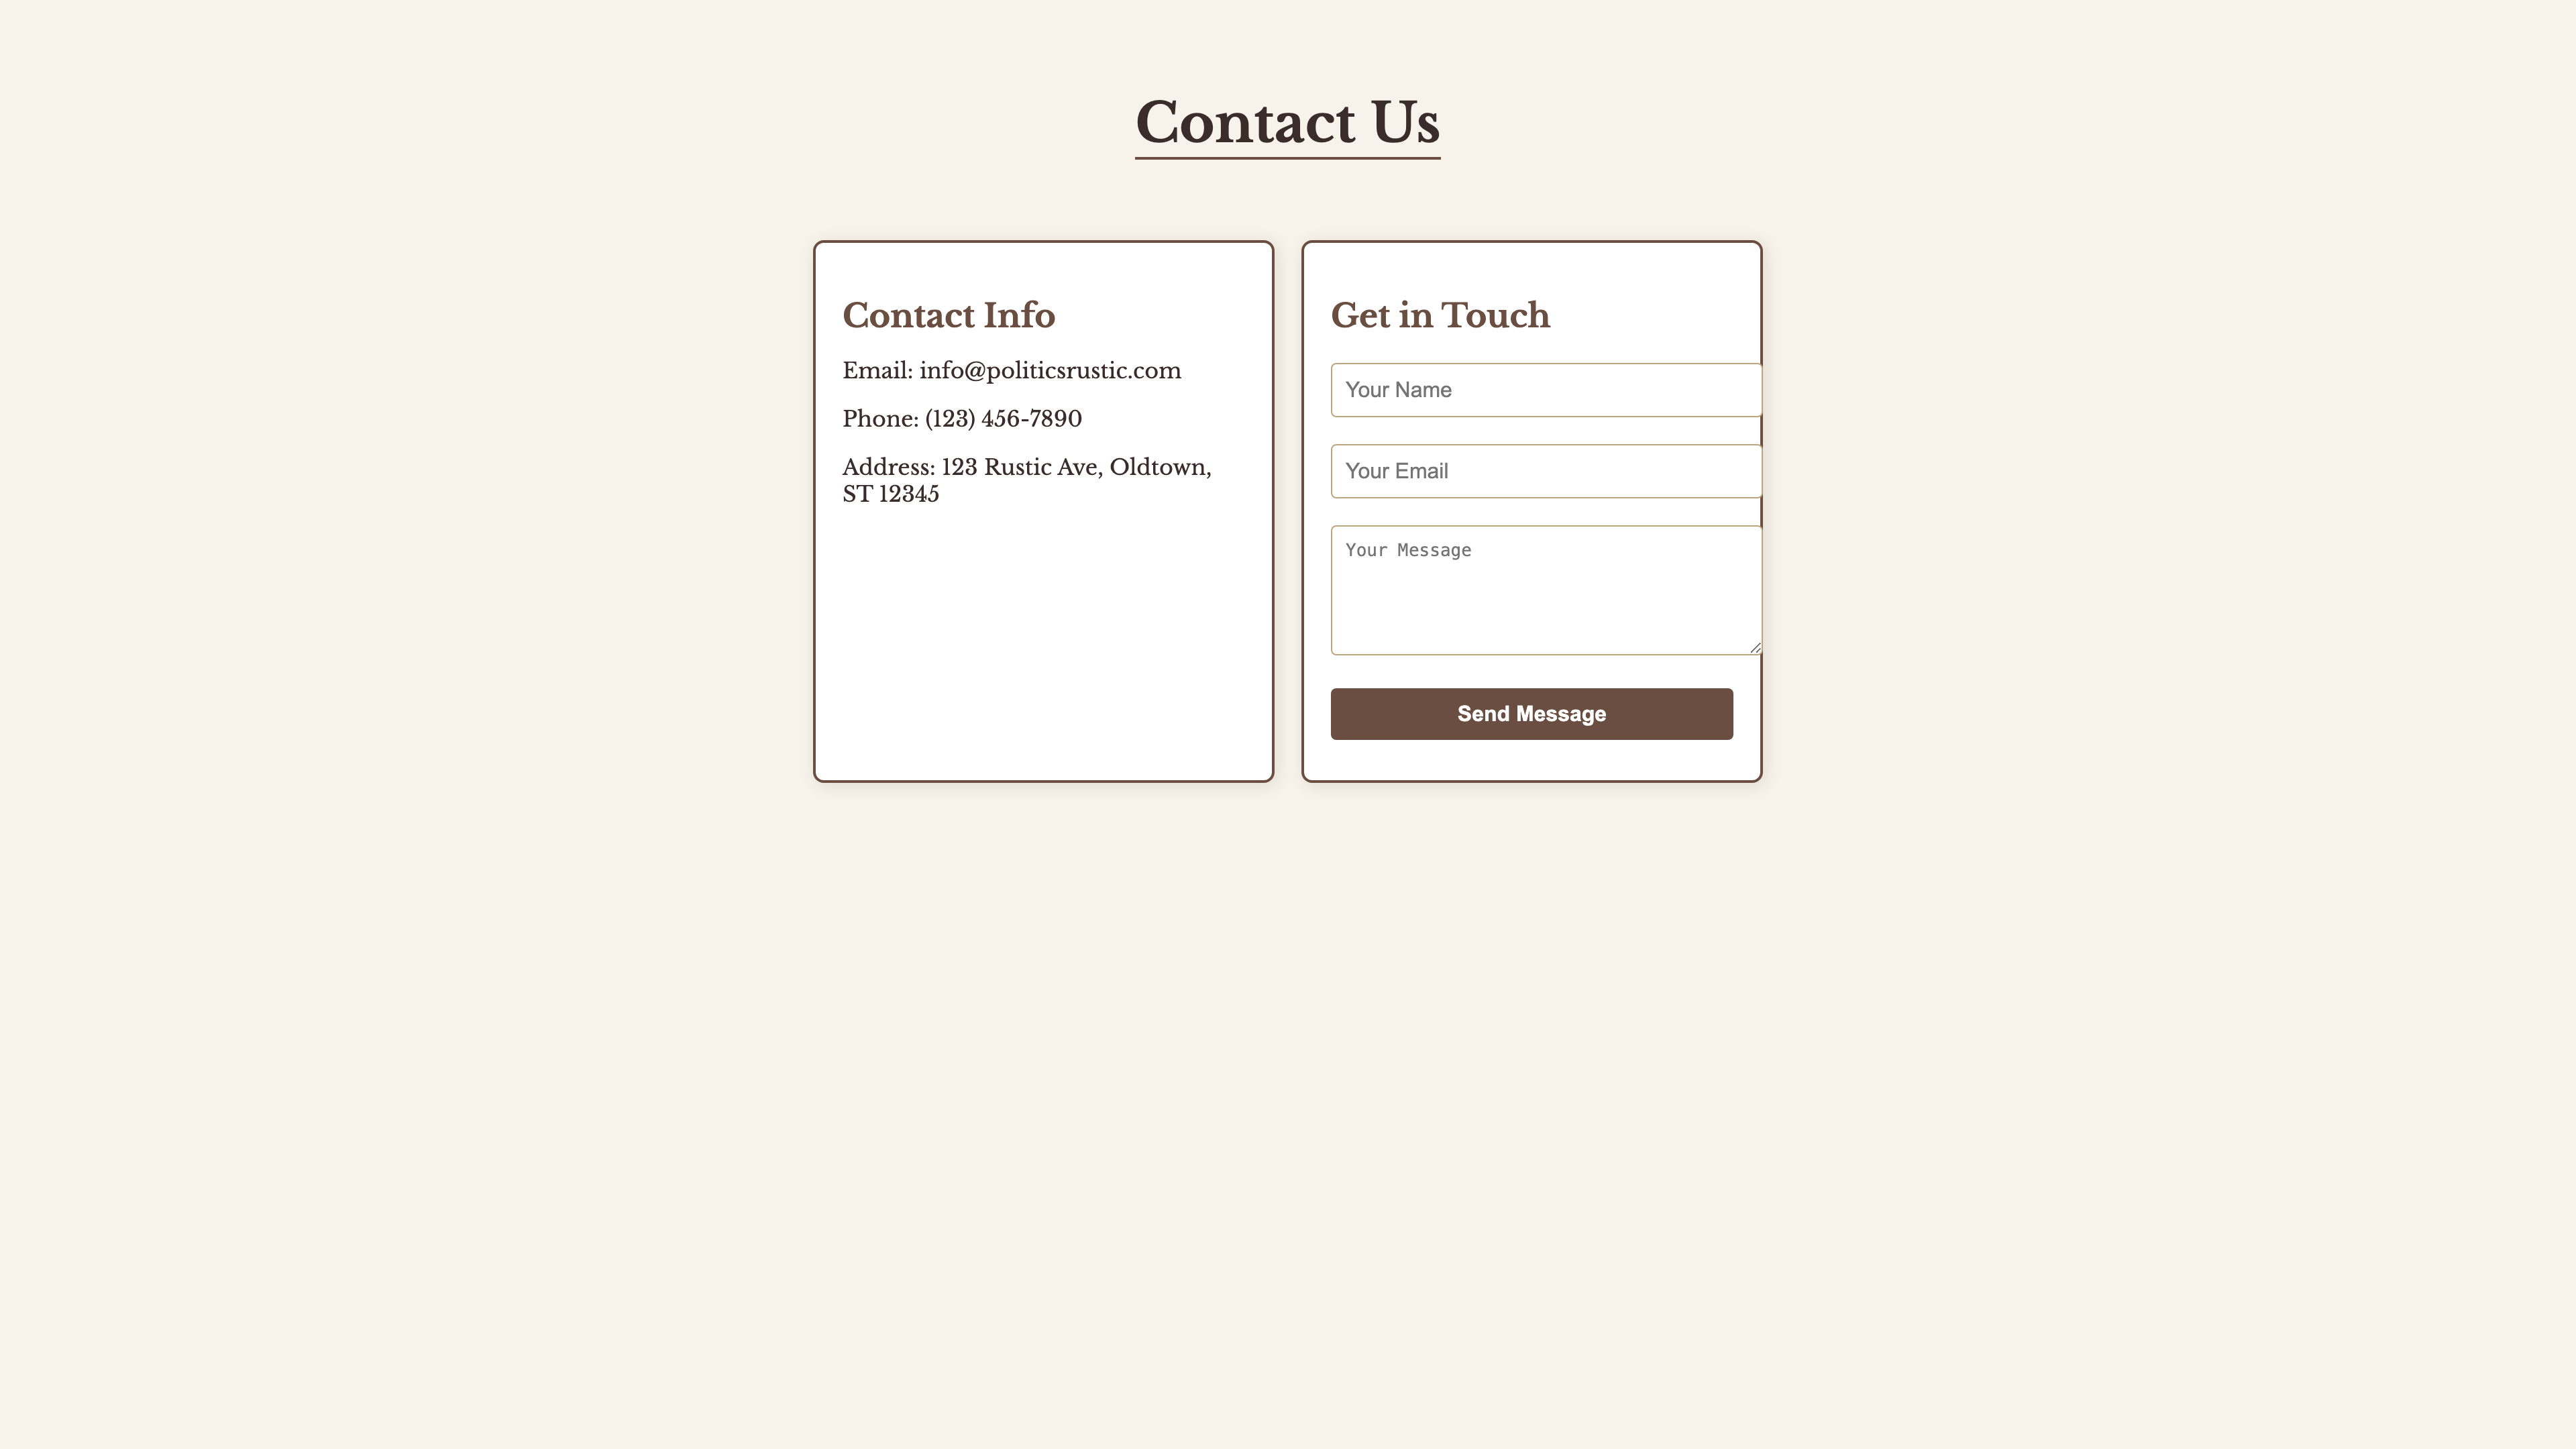 Contact Us
Contact Info
Email: info@politicsrustic.com
Phone: (123) 456-7890
Address: 123 Rustic Ave, Oldtown,
ST 12345
Get in Touch
Your Name
Your Email
Your Message
Send Message